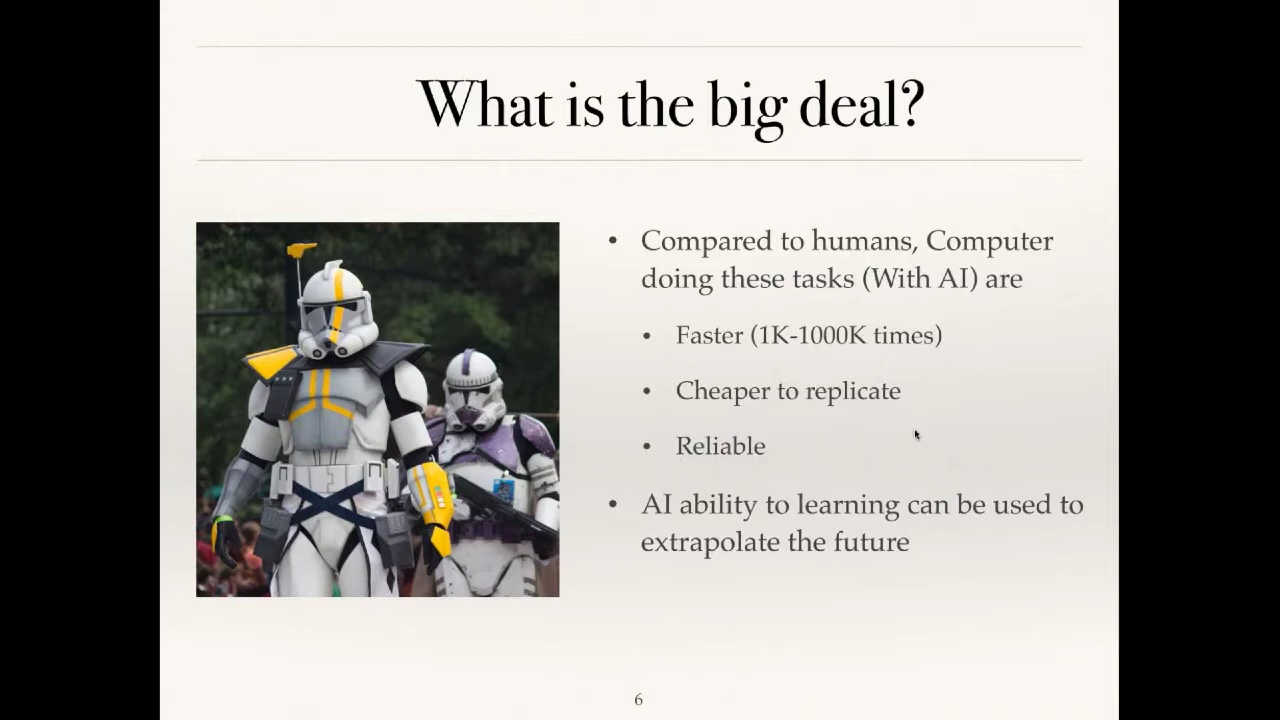 What is the big deal?
• Compared to humans, Computer
doing these tasks (With AI) are
• Faster (1K-1000K times)
• Cheaper to replicate
• Reliable
• AI ability to learning can be used to
extrapolate the future
6